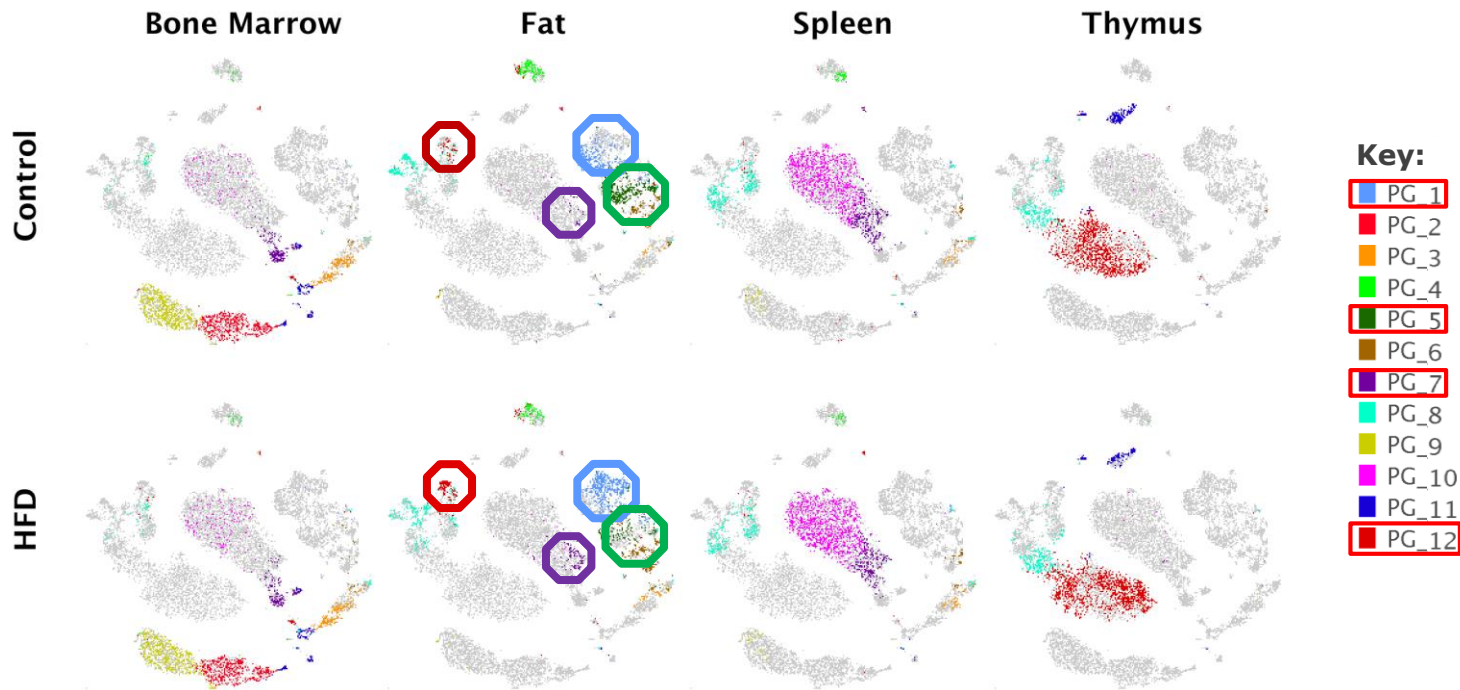 Bone Marrow
Fat
Spleen
Thymus
Control
HFD
Key:
PG_1
PG_2
PG_3
PG_4
PG_5
PG_6
PG_7
PG_8
PG_9
PG_10
PG_11
PG_12